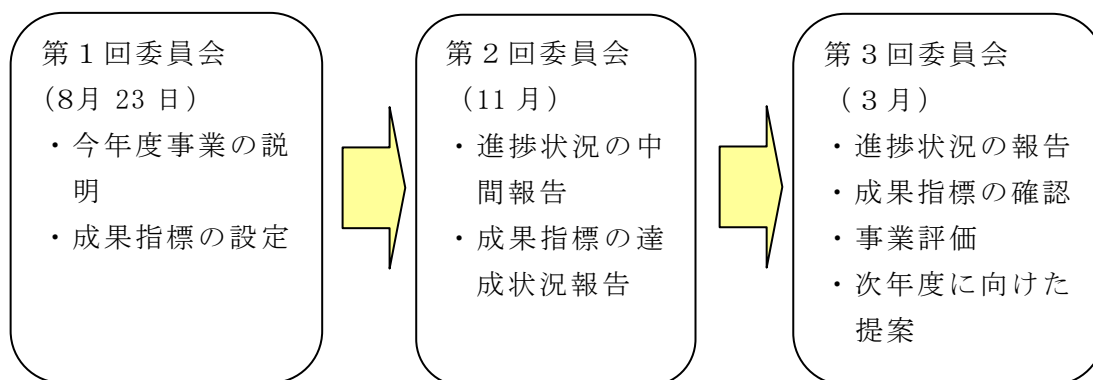 第１回委員会
(8月 23 日)
・今年度事業の説
明
・成果指標の設定
第２回委員会
(11 月)
・進捗状況の中
間報告
・成果指標の達
成状況報告
第３回委員会
(３月)
・進捗状況の報告
・成果指標の確認
・事業評価
・次年度に向けた
提案